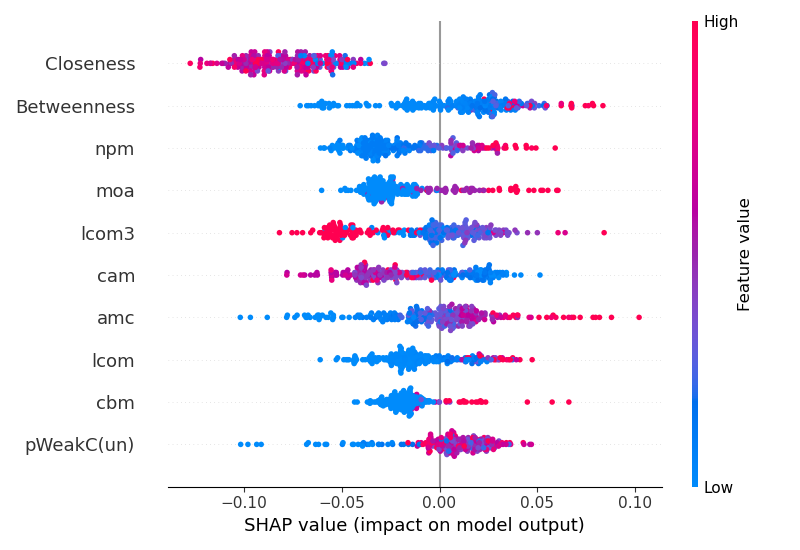 High
Closeness
Betweenness
npm
moa
lcom3
cam
amc
lcom
cbm
pWeakC(un)
Feature value
Low
−0.10 −0.05 0.00 0.05 0.10
SHAP value (impact on model output)